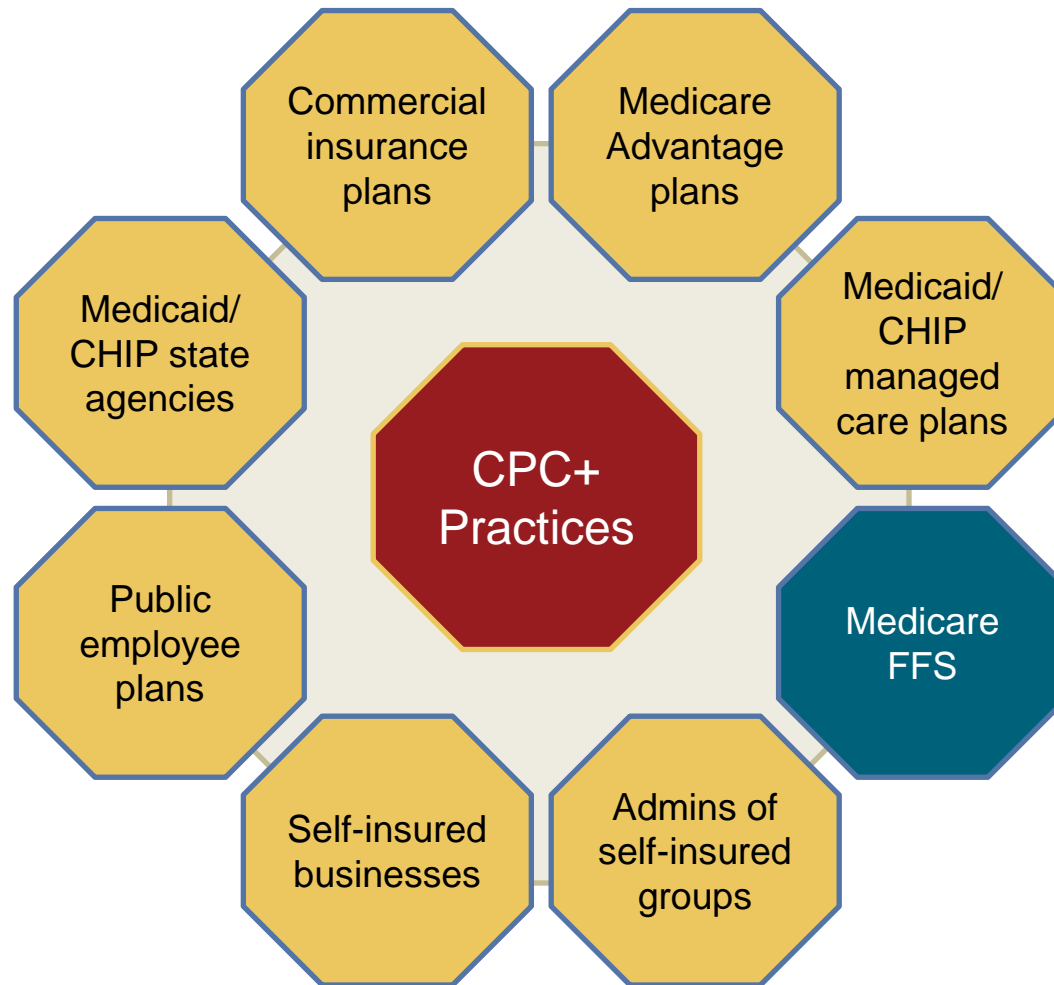 Commercial
insurance
plans
Medicare
Advantage
plans
Medicaid/
CHIP
managed
care plans
Medicare
FFS
Admins of
self-insured
groups
Self-insured
businesses
Public
employee
plans
Medicaid/
CHIP state
agencies
CPC+
Practices